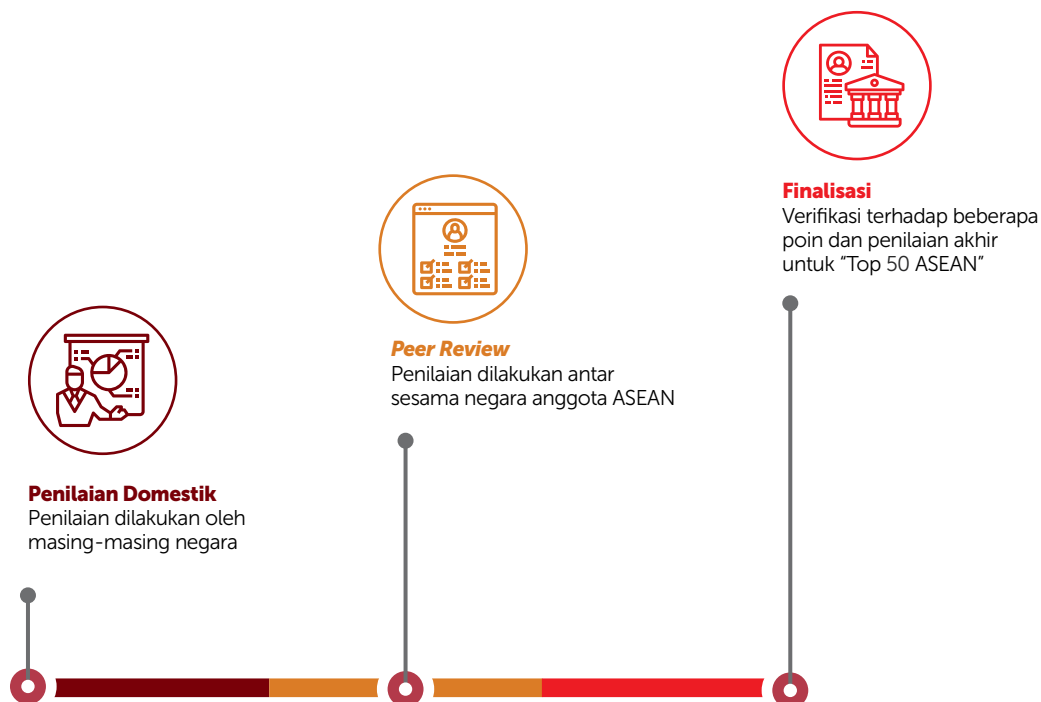 Penilaian Domestik
Penilaian dilakukan oleh
masing-masing negara
Peer Review
Penilaian dilakukan antar
sesama negara anggota ASEAN
Finalisasi
Verifikasi terhadap beberapa
poin dan penilaian akhir
untuk “Top 50 ASEAN”